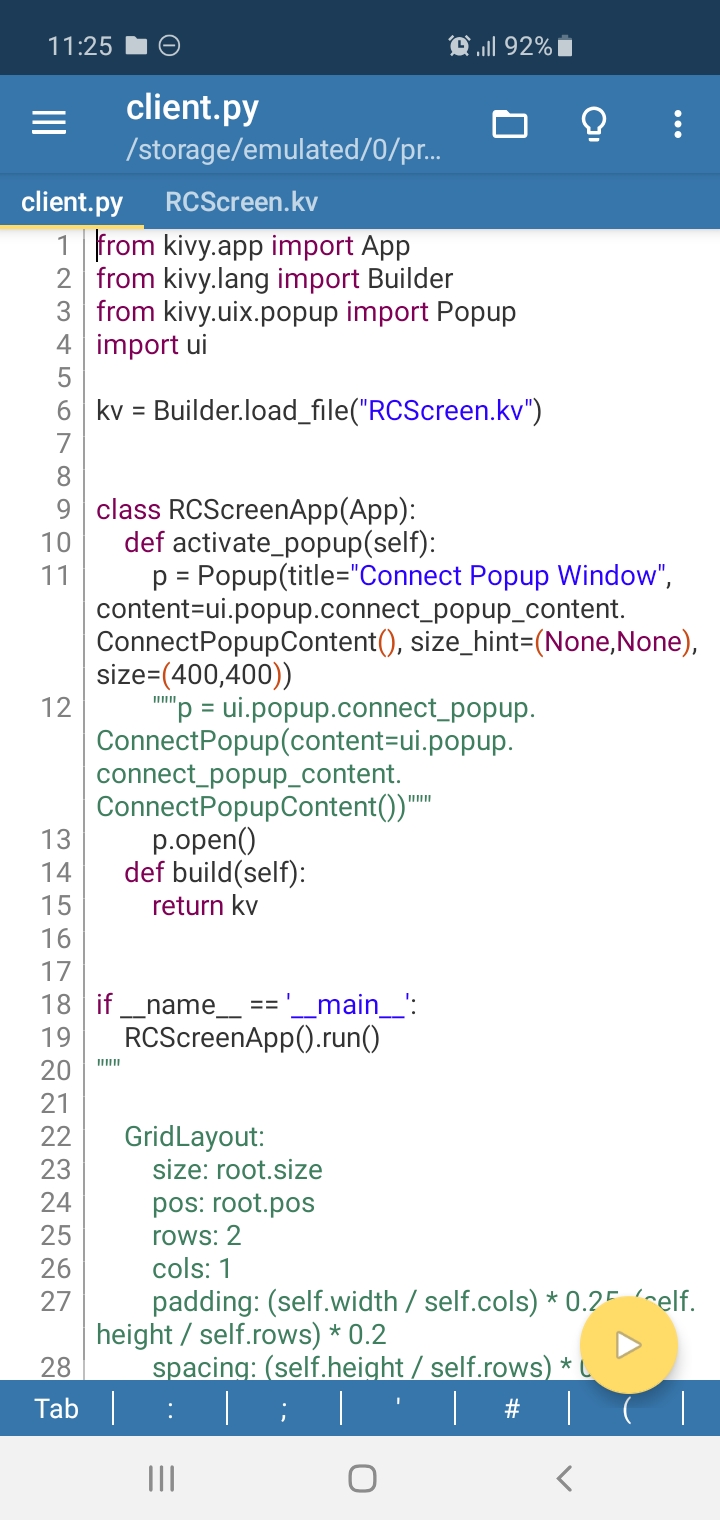 11:25 92%
client.py
/storage/emulated/0/pr...
client.py RCScreen.kv
1 from kivy.app import App
2 from kivy.lang import Builder
3 from kivy.uix.popup import Popup
4 import ui
5
6 kv = Builder.load_file("RCScreen.kv")
7
8
9 class RCScreenApp(App):
10 def activate_popup(self):
11 p = Popup(title="Connect Popup Window",
content=ui.popup.connect_popup_content.
ConnectPopupContent(), size_hint=(None,None),
size=(400,400))
12 """p = ui.popup.connect_popup.
ConnectPopup(content=ui.popup.
connect_popup_content.
ConnectPopupContent())"""
13 p.open()
14 def build(self):
15 return kv
16
17
18 if __name__ == '__main__':
19 RCScreenApp().run()
20 """
21
22 GridLayout:
23 size: root.size
24 pos: root.pos
25 rows: 2
26 cols: 1
27 padding: (self.width / self.cols) * 0.25, (self.
height / self.rows) * 0.2
28 spacing: (self.height / self.rows) *
Tab : ; ' # (